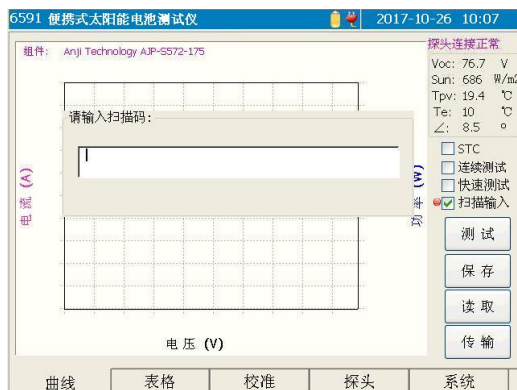 6591 便携式太阳能电池测试仪 2017-10-26 10:07
组件: Anji Technology AJP-S572-175
探头连接正常
Voc: 76.7 V
Sun: 686 W/m2
Tpv: 19.4 ℃
Te: 10 ℃
∠: 8.5 °
请输入扫描码:
STC
连续测试
快速测试
扫描输入
电流 (A)
功率 (W)
电压 (V)
测试
保存
读取
传输
曲线 表格 校准 探头 系统